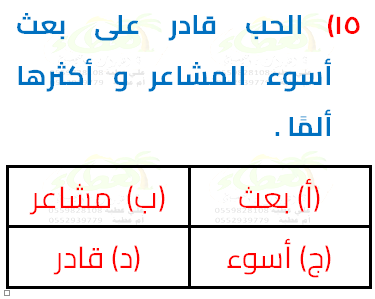 ١٥) الحب قادر على بعث
أسوء المشاعر و أكثرها
ألمًا .
(أ) بعث
(ب) مشاعر
(ج) أسوء
(د) قادر